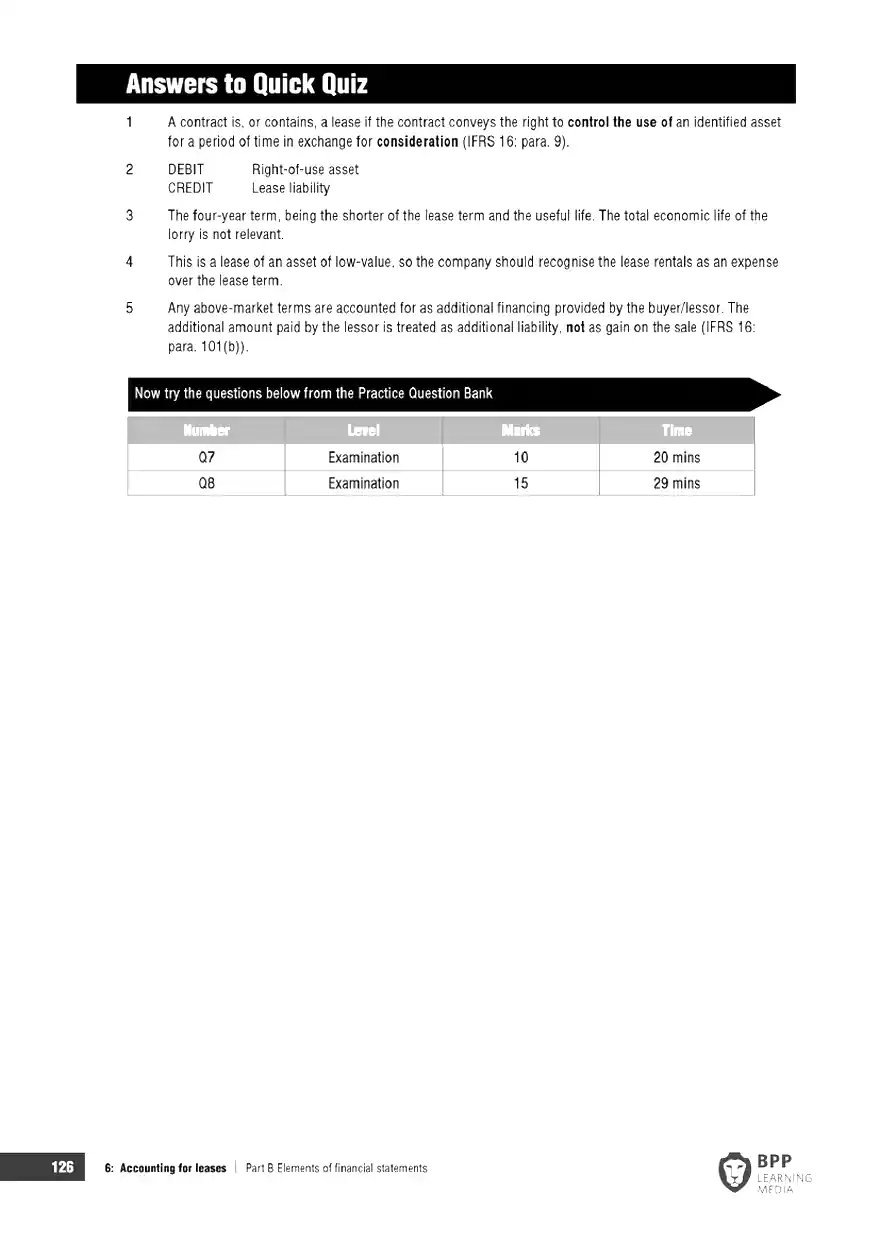 Answers to Quick Quiz
1 A contract is, or contains, a lease if the contract conveys the right to control the use of an identified asset
for a period of time in exchange for consideration (IFRS 16: para. 9).
2 DEBIT Right-of-use asset
CREDIT Lease liability
3 The four-year term, being the shorter of the lease term and the useful life. The total economic life of the
lorry is not relevant.
4 This is a lease of an asset of low-value, so the company should recognise the lease rentals as an expense
over the lease term.
5 Any above-market terms are accounted for as additional financing provided by the buyer/lessor. The
additional amount paid by the lessor is treated as additional liability, not as gain on the sale (IFRS 16:
para. 101(b)).
Now try the questions below from the Practice Question Bank
Number Level Marks Time
Q7 Examination 10 20 mins
Q8 Examination 15 29 mins
126 6: Accounting for leases | Part B Elements of financial statements
BPP
LEARNING
MEDIA